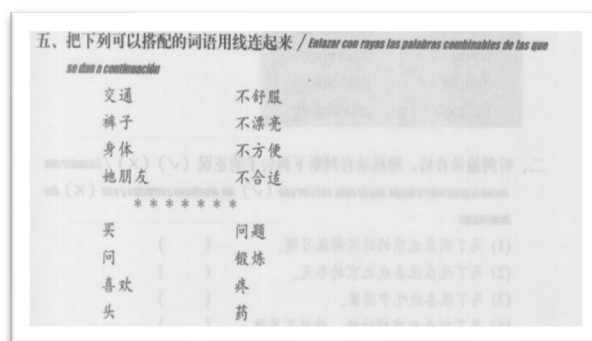 五、把下列可以搭配的词语用线连起来 / Enlazar con rayas las palabras combinables de las que
se dan a continuación
交通 不舒服
裤子 不漂亮
身体 不方便
她朋友 不合适
* * * * * * *
买 问题
问 锻炼
喜欢 疼
头 药